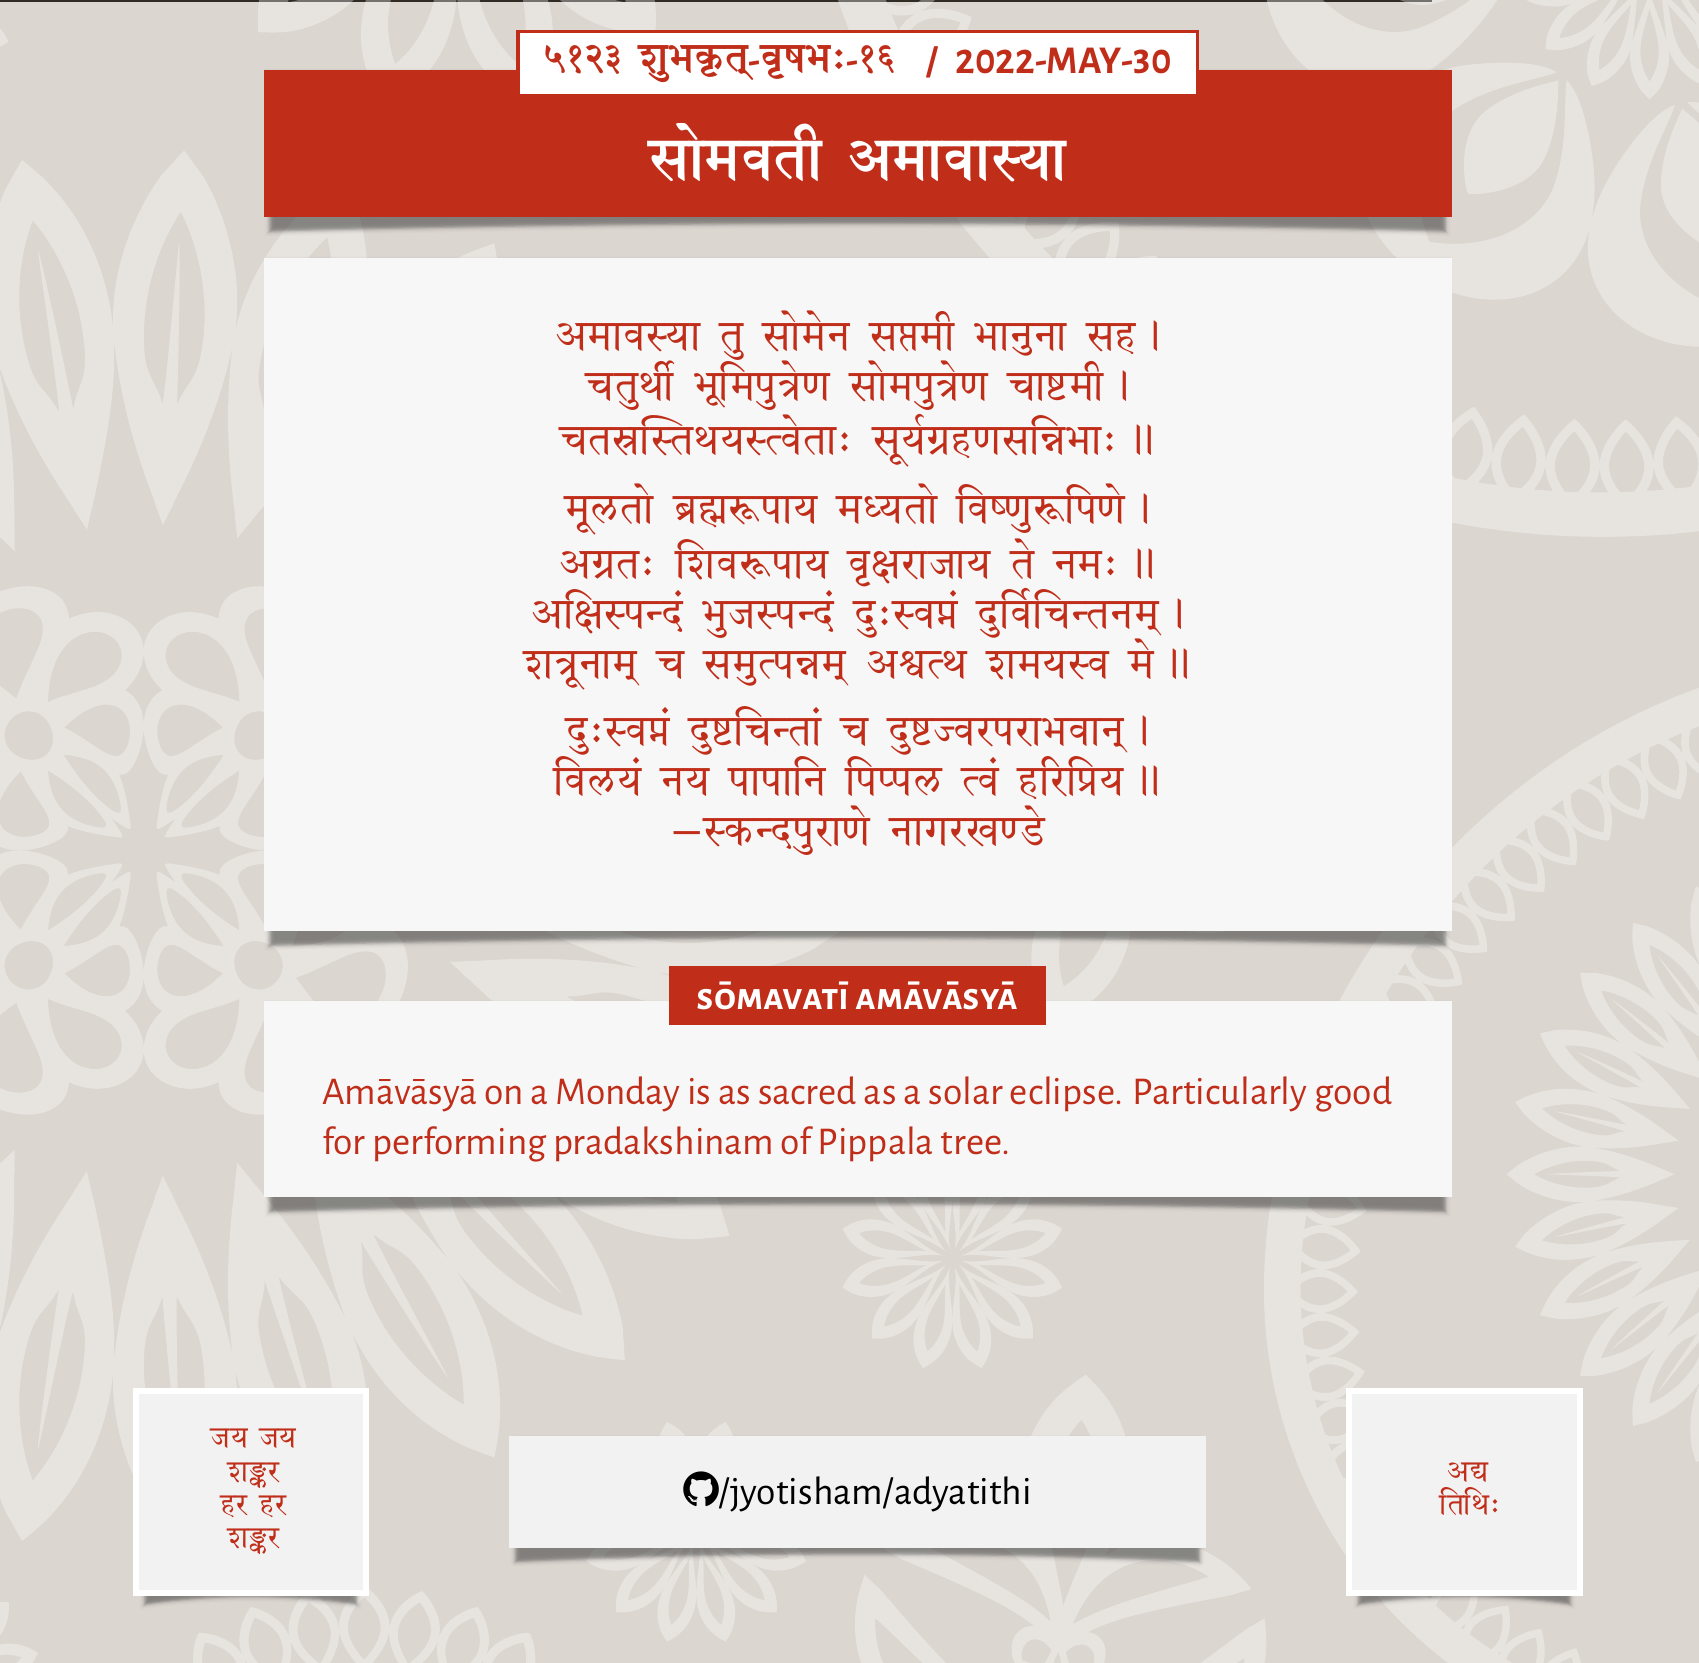 ५१२३ शुभकृत्-वृषभः-१६ / 2022-MAY-30
सोमवती अमावास्या
अमावस्या तु सोमेन सप्तमी भानुना सह।
चतुर्थी भूमिपुत्रेण सोमपुत्रेण चाष्टमी।
चतस्रस्तिथयस्त्वेताः सूर्यग्रहणसन्निभाः॥
मूलतो ब्रह्मरूपाय मध्यतो विष्णुरूपिणे।
अग्रतः शिवरूपाय वृक्षराजाय ते नमः॥
अक्षिस्पन्दं भुजस्पन्दं दुःस्वप्नं दुर्विचिन्तनम्।
शत्रूनाम् च समुत्पन्नम् अश्वत्थ शमयस्व मे॥
दुःस्वप्नं दुष्टचिन्तां च दुष्टज्वरपराभवान्।
विलयं नय पापानि पिप्पल त्वं हरिप्रिय॥
—स्कन्दपुराणे नागरखण्डे
SŌMAVATĪ AMĀVĀSYĀ
Amāvāsyā on a Monday is as sacred as a solar eclipse. Particularly good
for performing pradakshinam of Pippala tree.
जय जय
शङ्कर
हर हर
शङ्कर
/jyotisham/adyatithi
अद्य
तिथिः